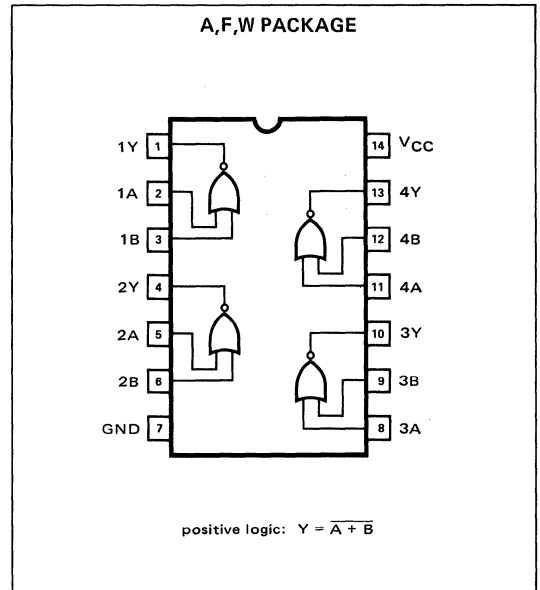 A,F,W PACKAGE
1Y 1
1A 2
1B 3
2Y 4
2A 5
2B 6
GND 7
14 VCC
13 4Y
12 4B
11 4A
10 3Y
9 3B
8 3A
positive logic: Y = A + B